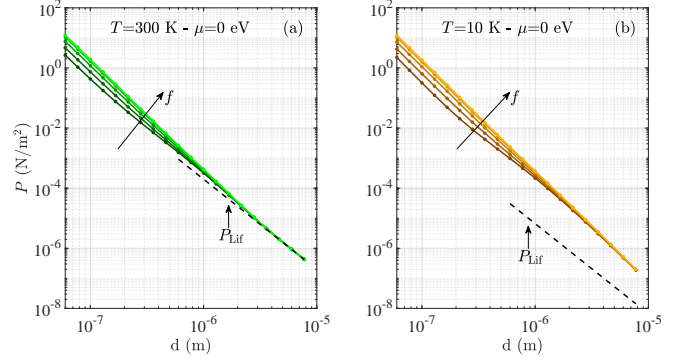 T=300 K - μ=0 eV (a)
f
P_Lif
10^2
10^0
10^-2
10^-4
10^-6
10^-8
P (N/m^2)
10^-7 10^-6 10^-5
d (m)
T=10 K - μ=0 eV (b)
f
P_Lif
10^2
10^0
10^-2
10^-4
10^-6
10^-8
10^-7 10^-6 10^-5
d (m)